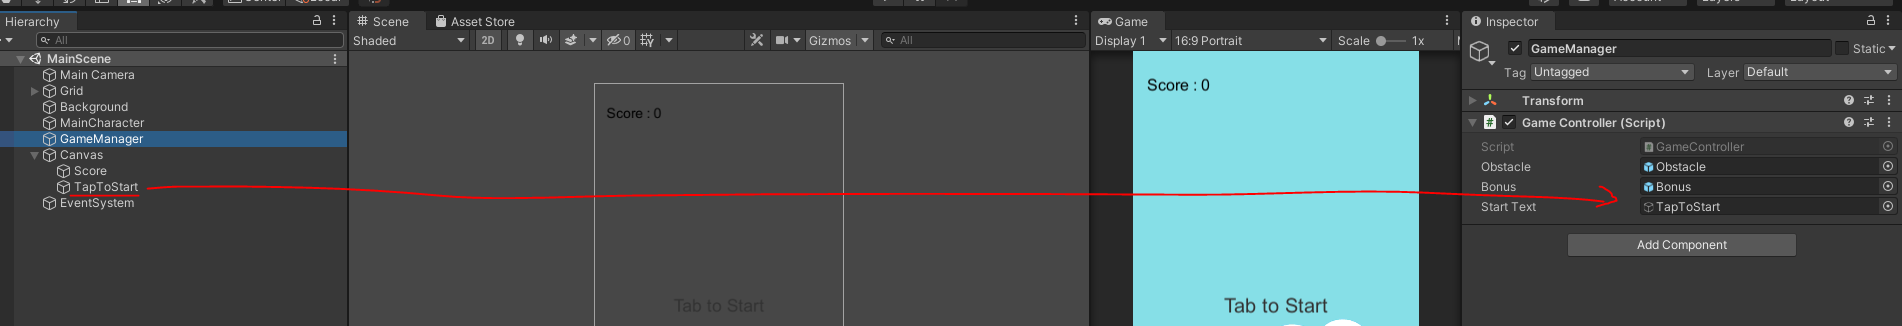 Hierarchy
All
MainScene
Main Camera
Grid
Background
MainCharacter
GameManager
Canvas
Score
TapToStart
EventSystem
Scene
Asset Store
Shaded
2D
0
Gizmos
All
Score : 0
Tab to Start
Game
Display 1
16:9 Portrait
Scale
1x
Score : 0
Tab to Start
Inspector
GameManager
Static
Tag Untagged
Layer Default
Transform
Game Controller (Script)
Script GameController
Obstacle Obstacle
Bonus Bonus
Start Text TapToStart
Add Component